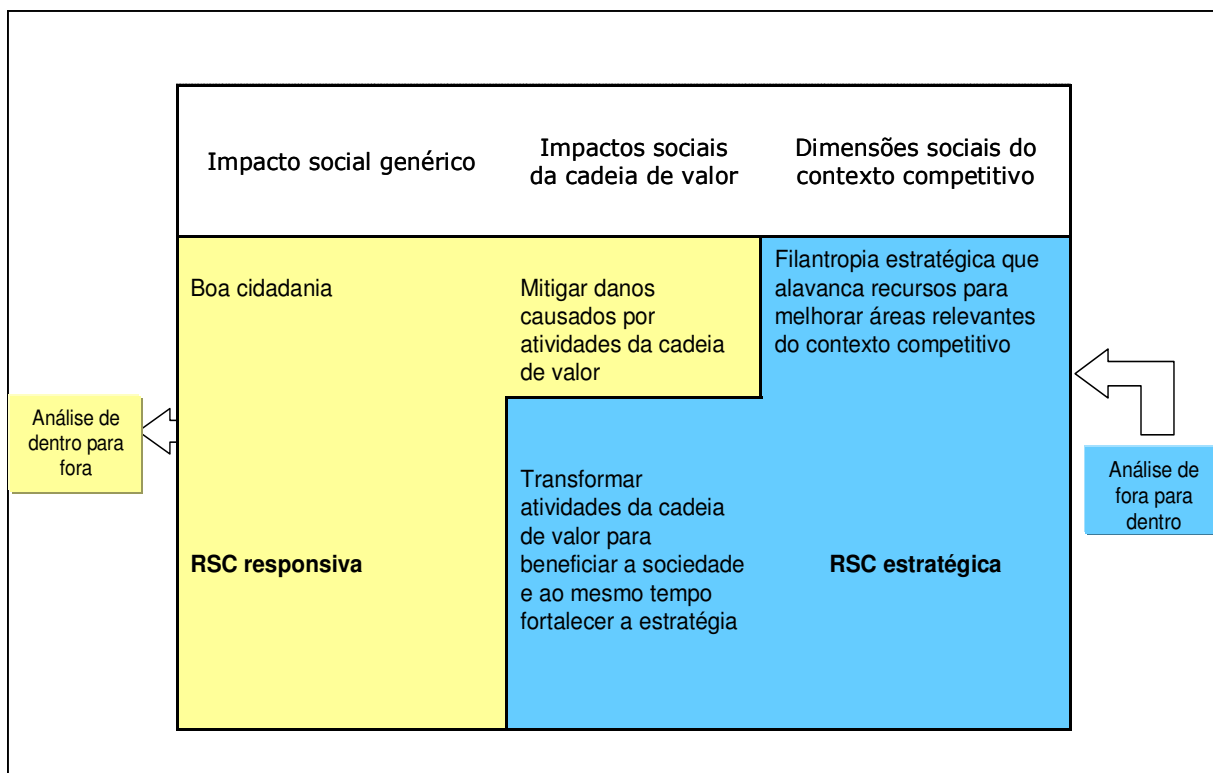 Impacto social genérico
Impactos sociais
da cadeia de valor
Dimensões sociais do
contexto competitivo
Boa cidadania
Mitigar danos
causados por
atividades da cadeia
de valor
Filantropia estratégica que
alavanca recursos para
melhorar áreas relevantes
do contexto competitivo
Análise de
dentro para
fora
RSC responsiva
Transformar
atividades da cadeia
de valor para
beneficiar a sociedade
e ao mesmo tempo
fortalecer a estratégia
RSC estratégica
Análise de
fora para
dentro